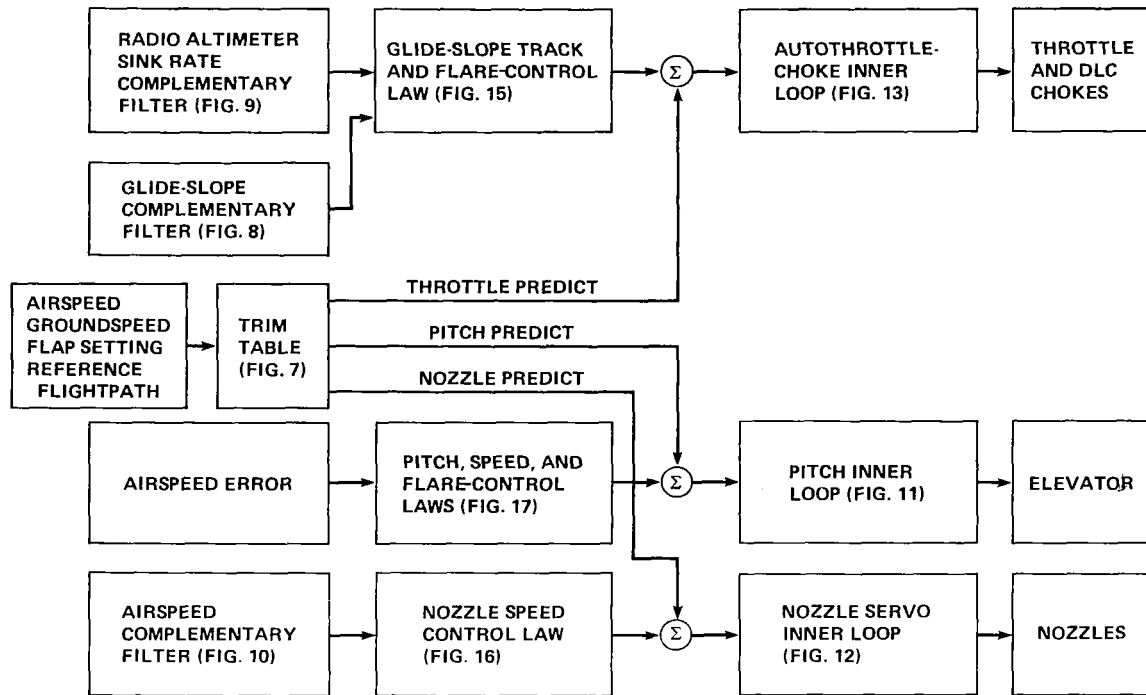 RADIO ALTIMETER
SINK RATE
COMPLEMENTARY
FILTER (FIG. 9)
GLIDE-SLOPE TRACK
AND FLARE-CONTROL
LAW (FIG. 15)
Σ
AUTOTHROTTLE-
CHOKE INNER
LOOP (FIG. 13)
THROTTLE
AND DLC
CHOKES
GLIDE-SLOPE
COMPLEMENTARY
FILTER (FIG. 8)
AIRSPEED
GROUNDSPEED
FLAP SETTING
REFERENCE
FLIGHTPATH
TRIM
TABLE
(FIG. 7)
THROTTLE PREDICT
PITCH PREDICT
NOZZLE PREDICT
AIRSPEED ERROR
PITCH, SPEED, AND
FLARE-CONTROL
LAWS (FIG. 17)
Σ
PITCH INNER
LOOP (FIG. 11)
ELEVATOR
AIRSPEED
COMPLEMENTARY
FILTER (FIG. 10)
NOZZLE SPEED
CONTROL LAW
(FIG. 16)
Σ
NOZZLE SERVO
INNER LOOP
(FIG. 12)
NOZZLES